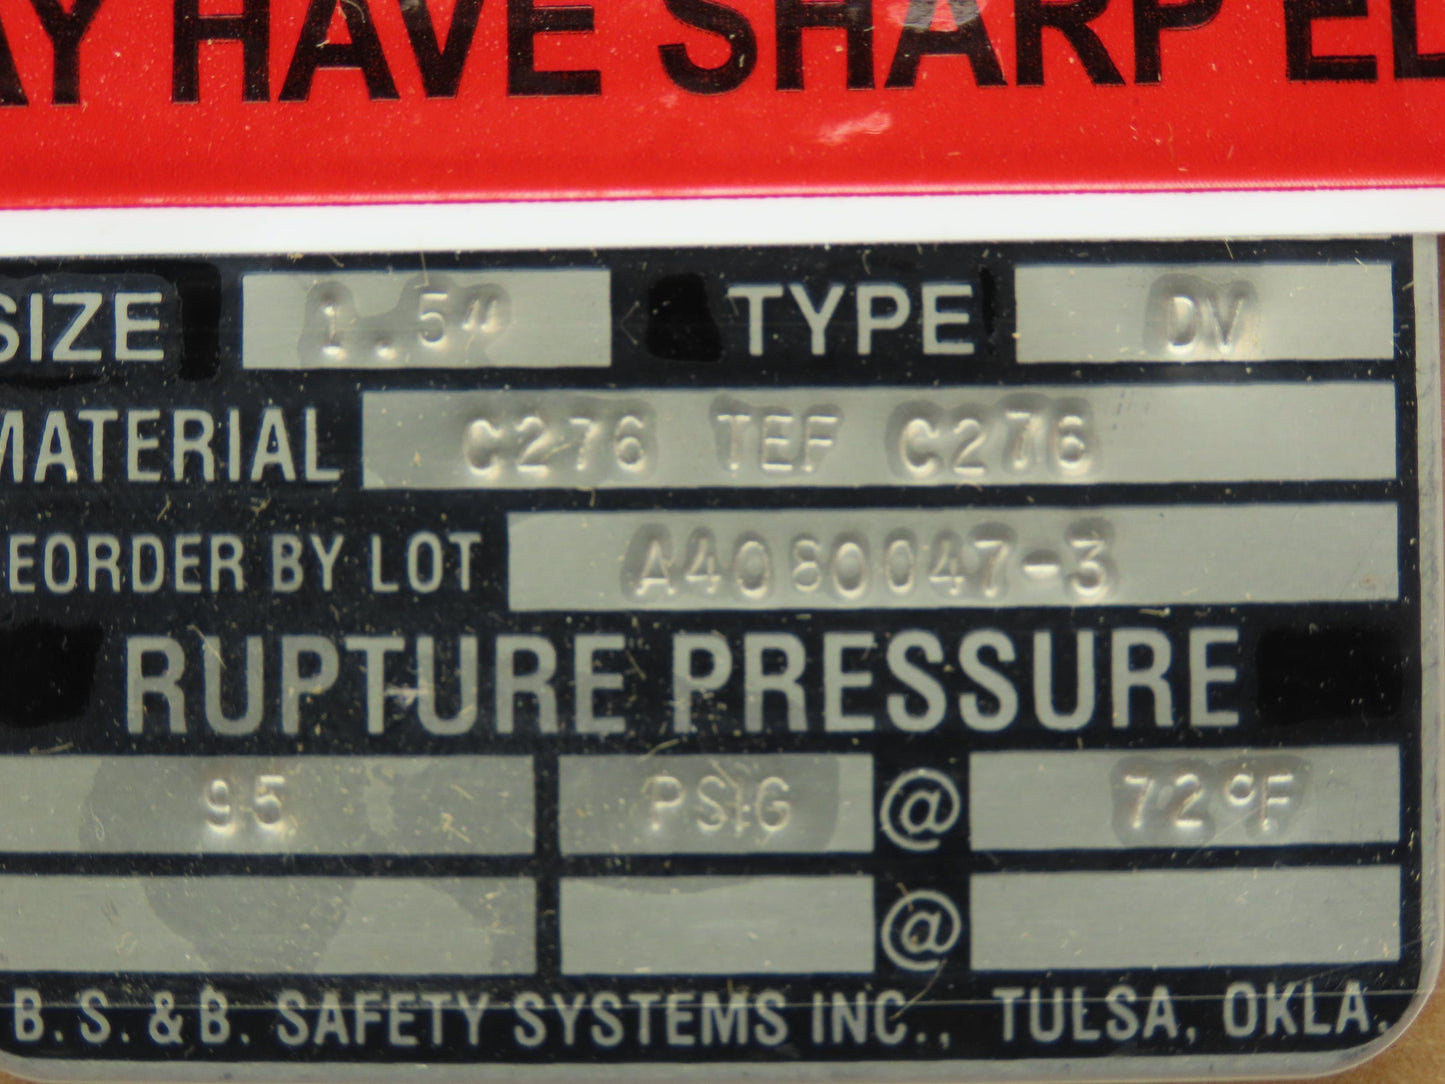 AY HAVE SHARP ED
SIZE 1.5" TYPE DV
MATERIAL C276 TEF C276
EORDER BY LOT A4080047-3
RUPTURE PRESSURE
95 PSIG @ 72°F
@
B.S.&B. SAFETY SYSTEMS INC., TULSA, OKLA.